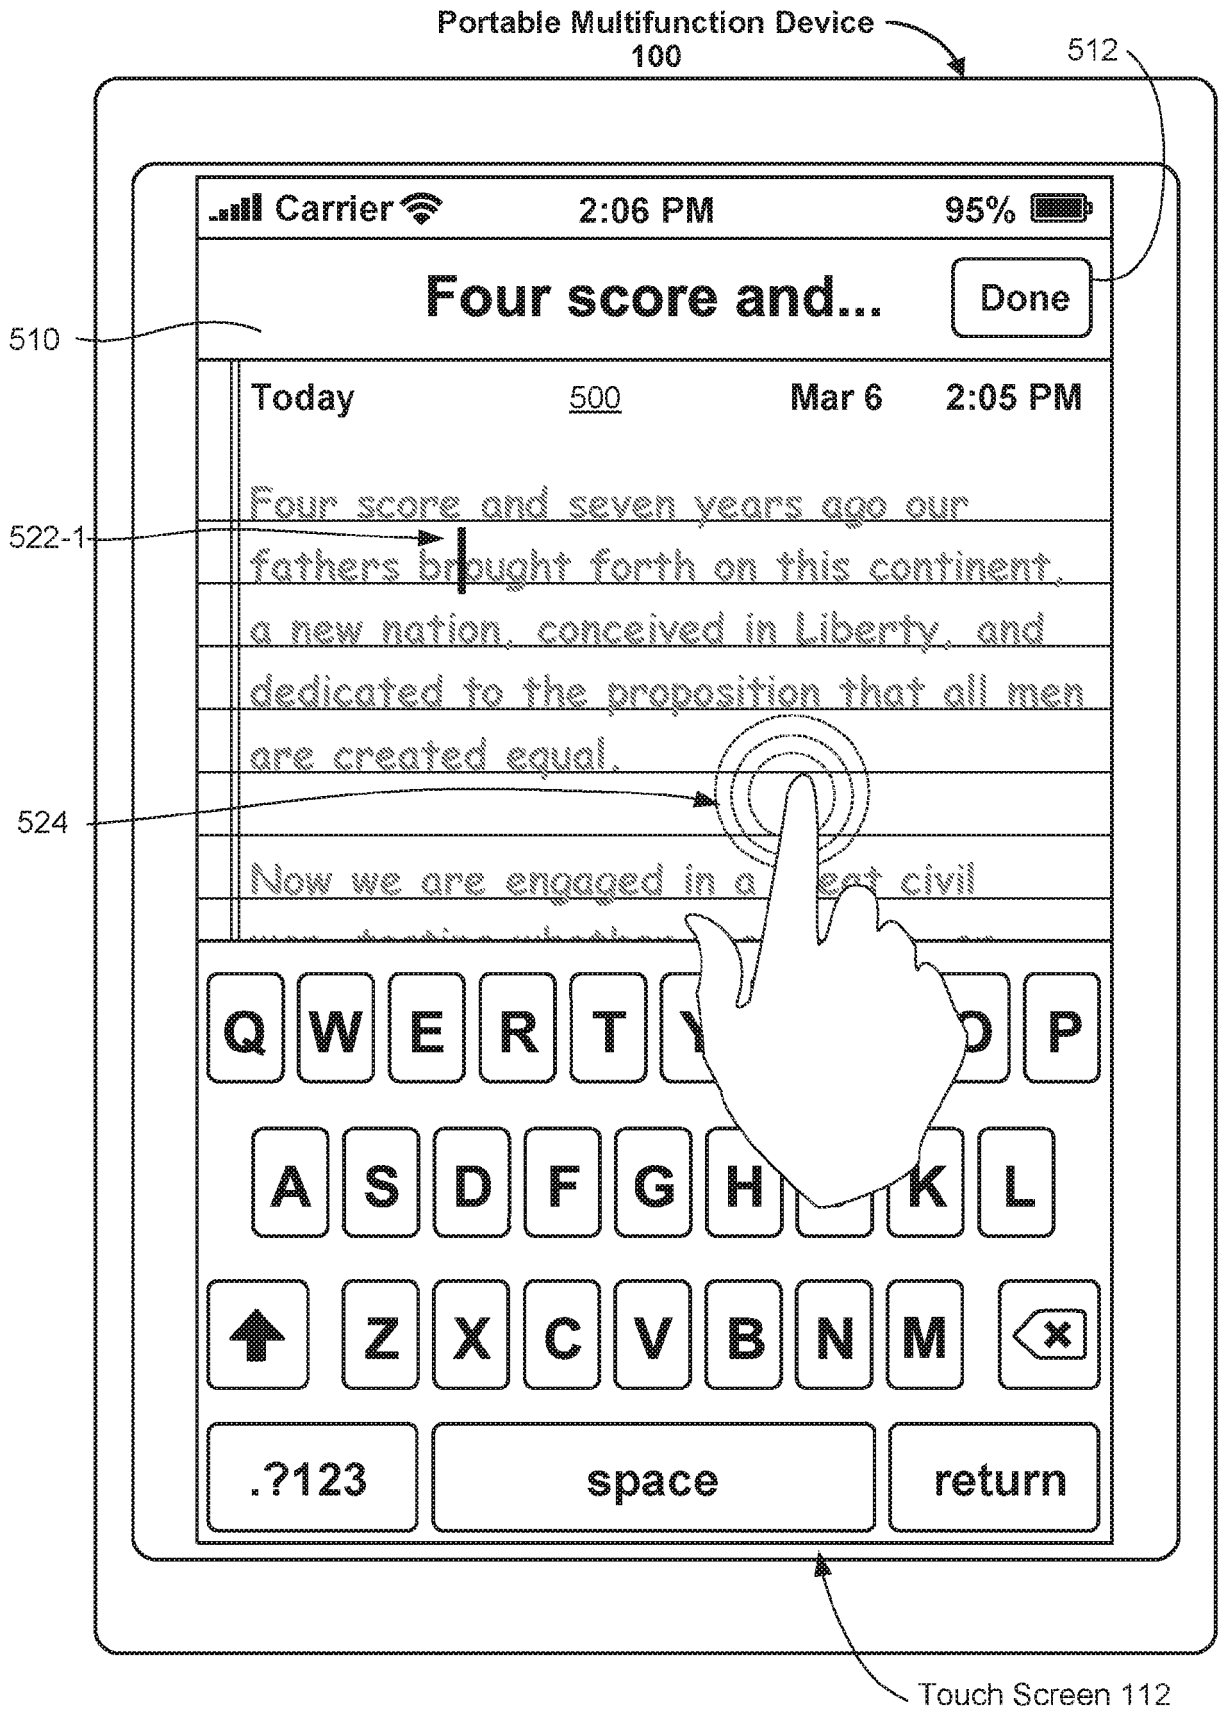 Portable Multifunction Device
100
512
Carrier 2:06 PM 95%
Four score and... Done
510
Today 500 Mar 6 2:05 PM
Four score and seven years ago our
522-1
fathers brought forth on this continent,
a new nation, conceived in Liberty, and
dedicated to the proposition that all men
are created equal.
524
Now we are engaged in a eat civil
Q W E R T Y O P
A S D F G H K L
Z X C V B N M
.?123 space return
Touch Screen 112